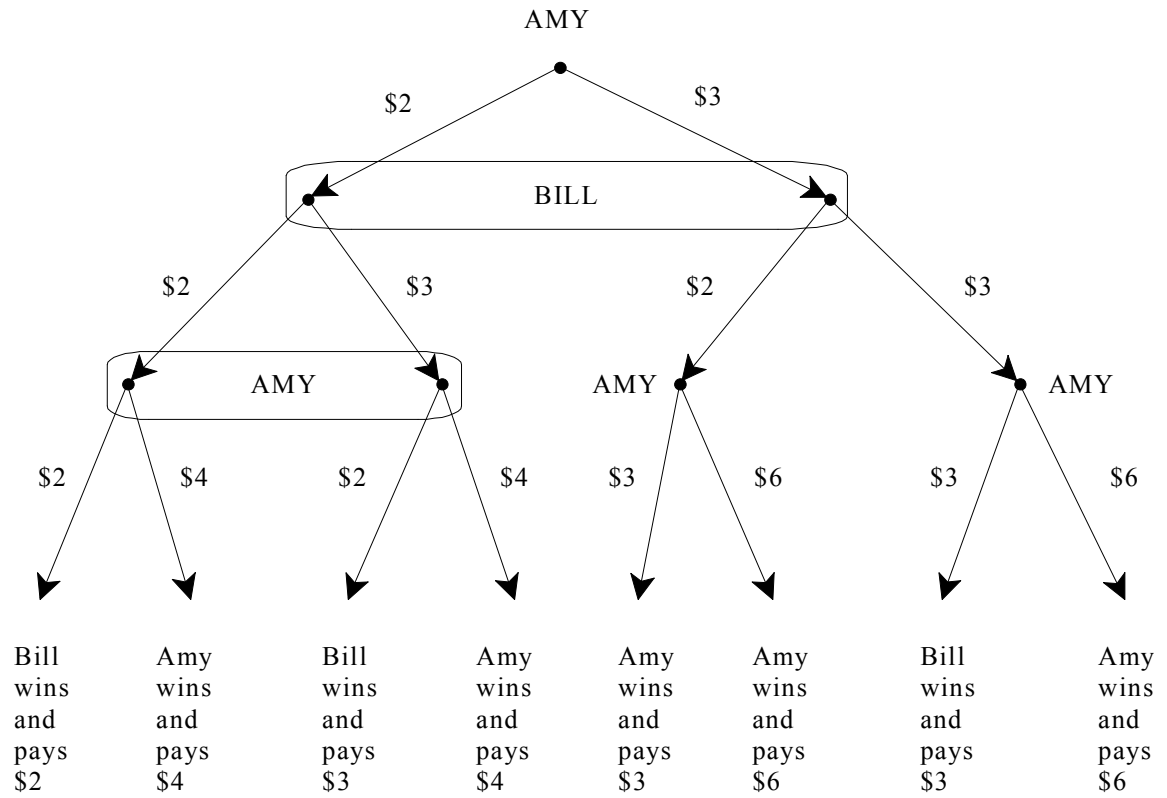 AMY
$2 $3
BILL
$2 $3 $2 $3
AMY AMY AMY
$2 $4 $2 $4 $3 $6 $3 $6
Bill wins and pays $2
Amy wins and pays $4
Bill wins and pays $3
Amy wins and pays $4
Amy wins and pays $3
Amy wins and pays $6
Bill wins and pays $3
Amy wins and pays $6